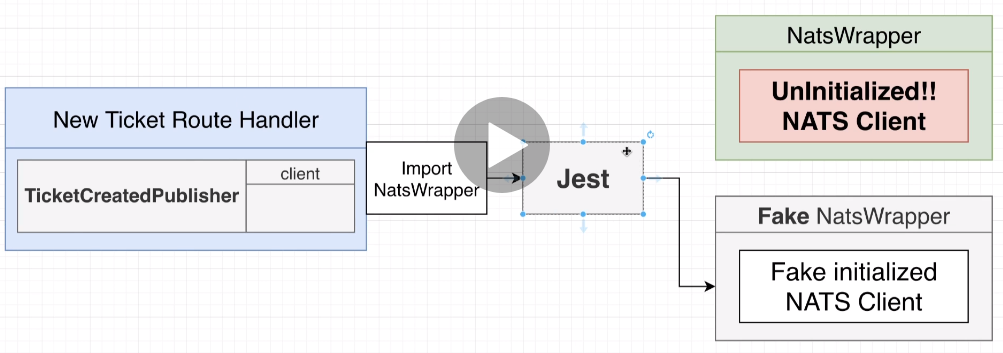 NatsWrapper
UnInitialized!!
NATS Client
New Ticket Route Handler
TicketCreatedPublisher
client
Import
NatsWrapper
Jest
Fake NatsWrapper
Fake initialized
NATS Client